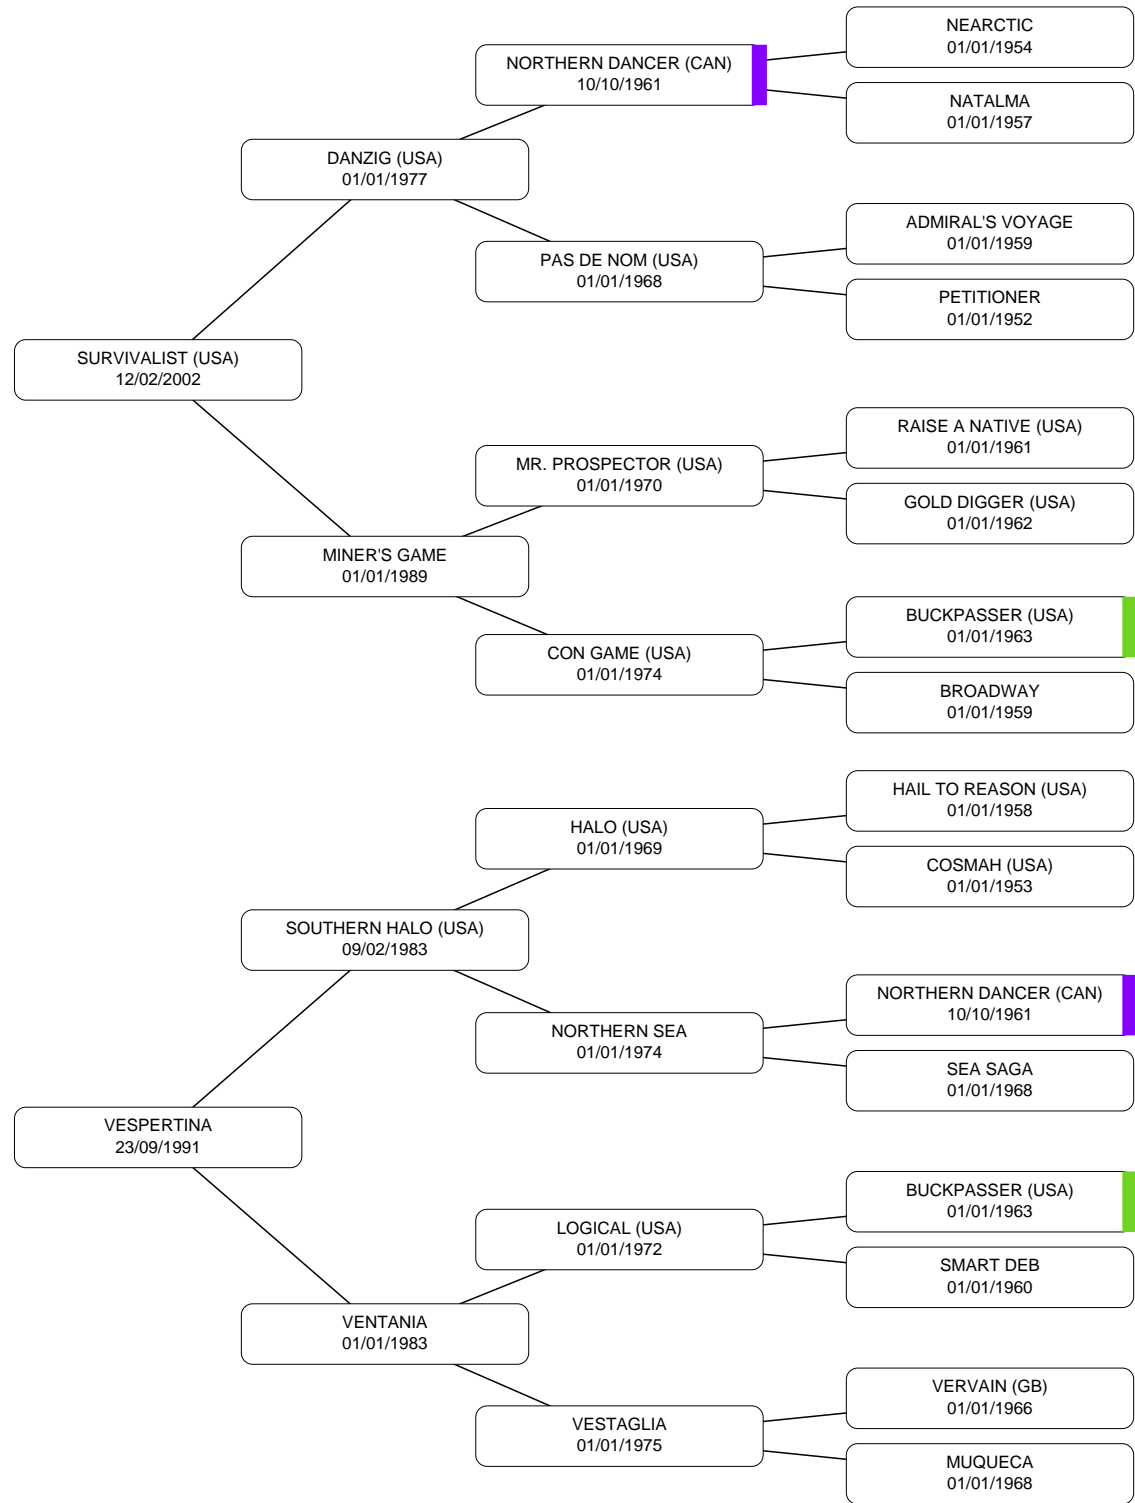 NEARCTIC
01/01/1954
NORTHERN DANCER (CAN)
10/10/1961
NATALMA
01/01/1957
DANZIG (USA)
01/01/1977
ADMIRAL'S VOYAGE
01/01/1959
PAS DE NOM (USA)
01/01/1968
PETITIONER
01/01/1952
SURVIVALIST (USA)
12/02/2002
RAISE A NATIVE (USA)
01/01/1961
MR. PROSPECTOR (USA)
01/01/1970
GOLD DIGGER (USA)
01/01/1962
MINER'S GAME
01/01/1989
BUCKPASSER (USA)
01/01/1963
CON GAME (USA)
01/01/1974
BROADWAY
01/01/1959
HAIL TO REASON (USA)
01/01/1958
HALO (USA)
01/01/1969
COSMAH (USA)
01/01/1953
SOUTHERN HALO (USA)
09/02/1983
NORTHERN DANCER (CAN)
10/10/1961
NORTHERN SEA
01/01/1974
SEA SAGA
01/01/1968
VESPERTINA
23/09/1991
BUCKPASSER (USA)
01/01/1963
LOGICAL (USA)
01/01/1972
SMART DEB
01/01/1960
VENTANIA
01/01/1983
VERVAIN (GB)
01/01/1966
VESTAGLIA
01/01/1975
MUQUECA
01/01/1968